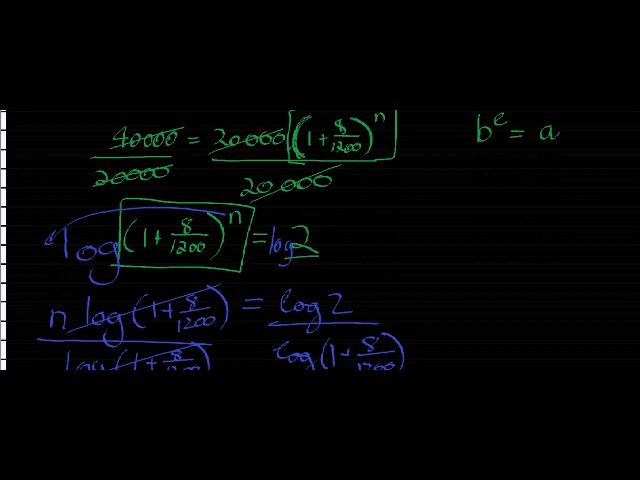 40000 = 20000 (1 + 8/1200)^n
20000 20000
b^e = a
log (1 + 8/1200)^n = log 2
n log (1 + 8/1200) = log 2
log (1 + 8/1200) log (1 + 8/1200)